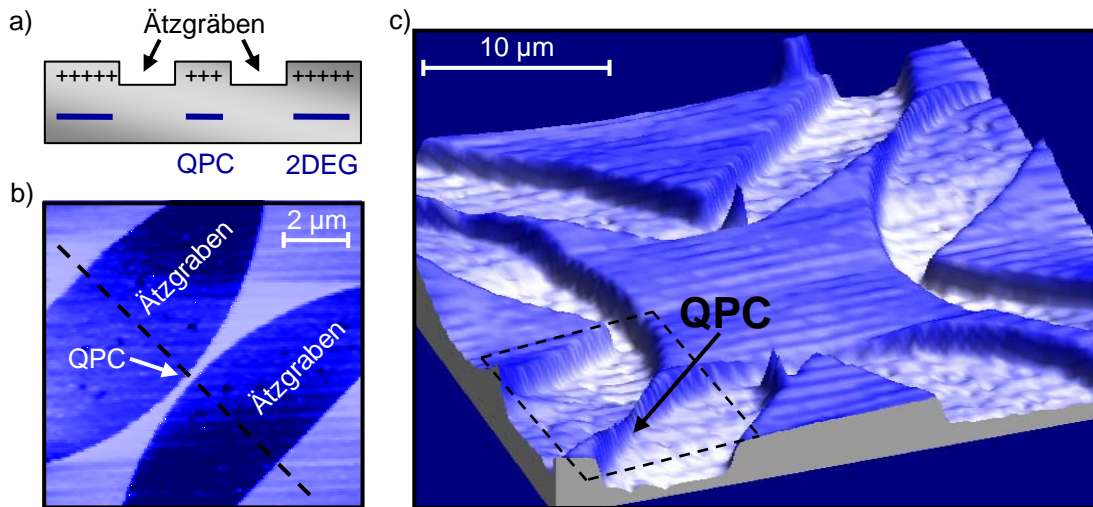 a)
Ätzgräben
+++++ +++ +++++
QPC 2DEG
b)
2 µm
Ätzgraben
QPC
Ätzgraben
c)
10 µm
QPC